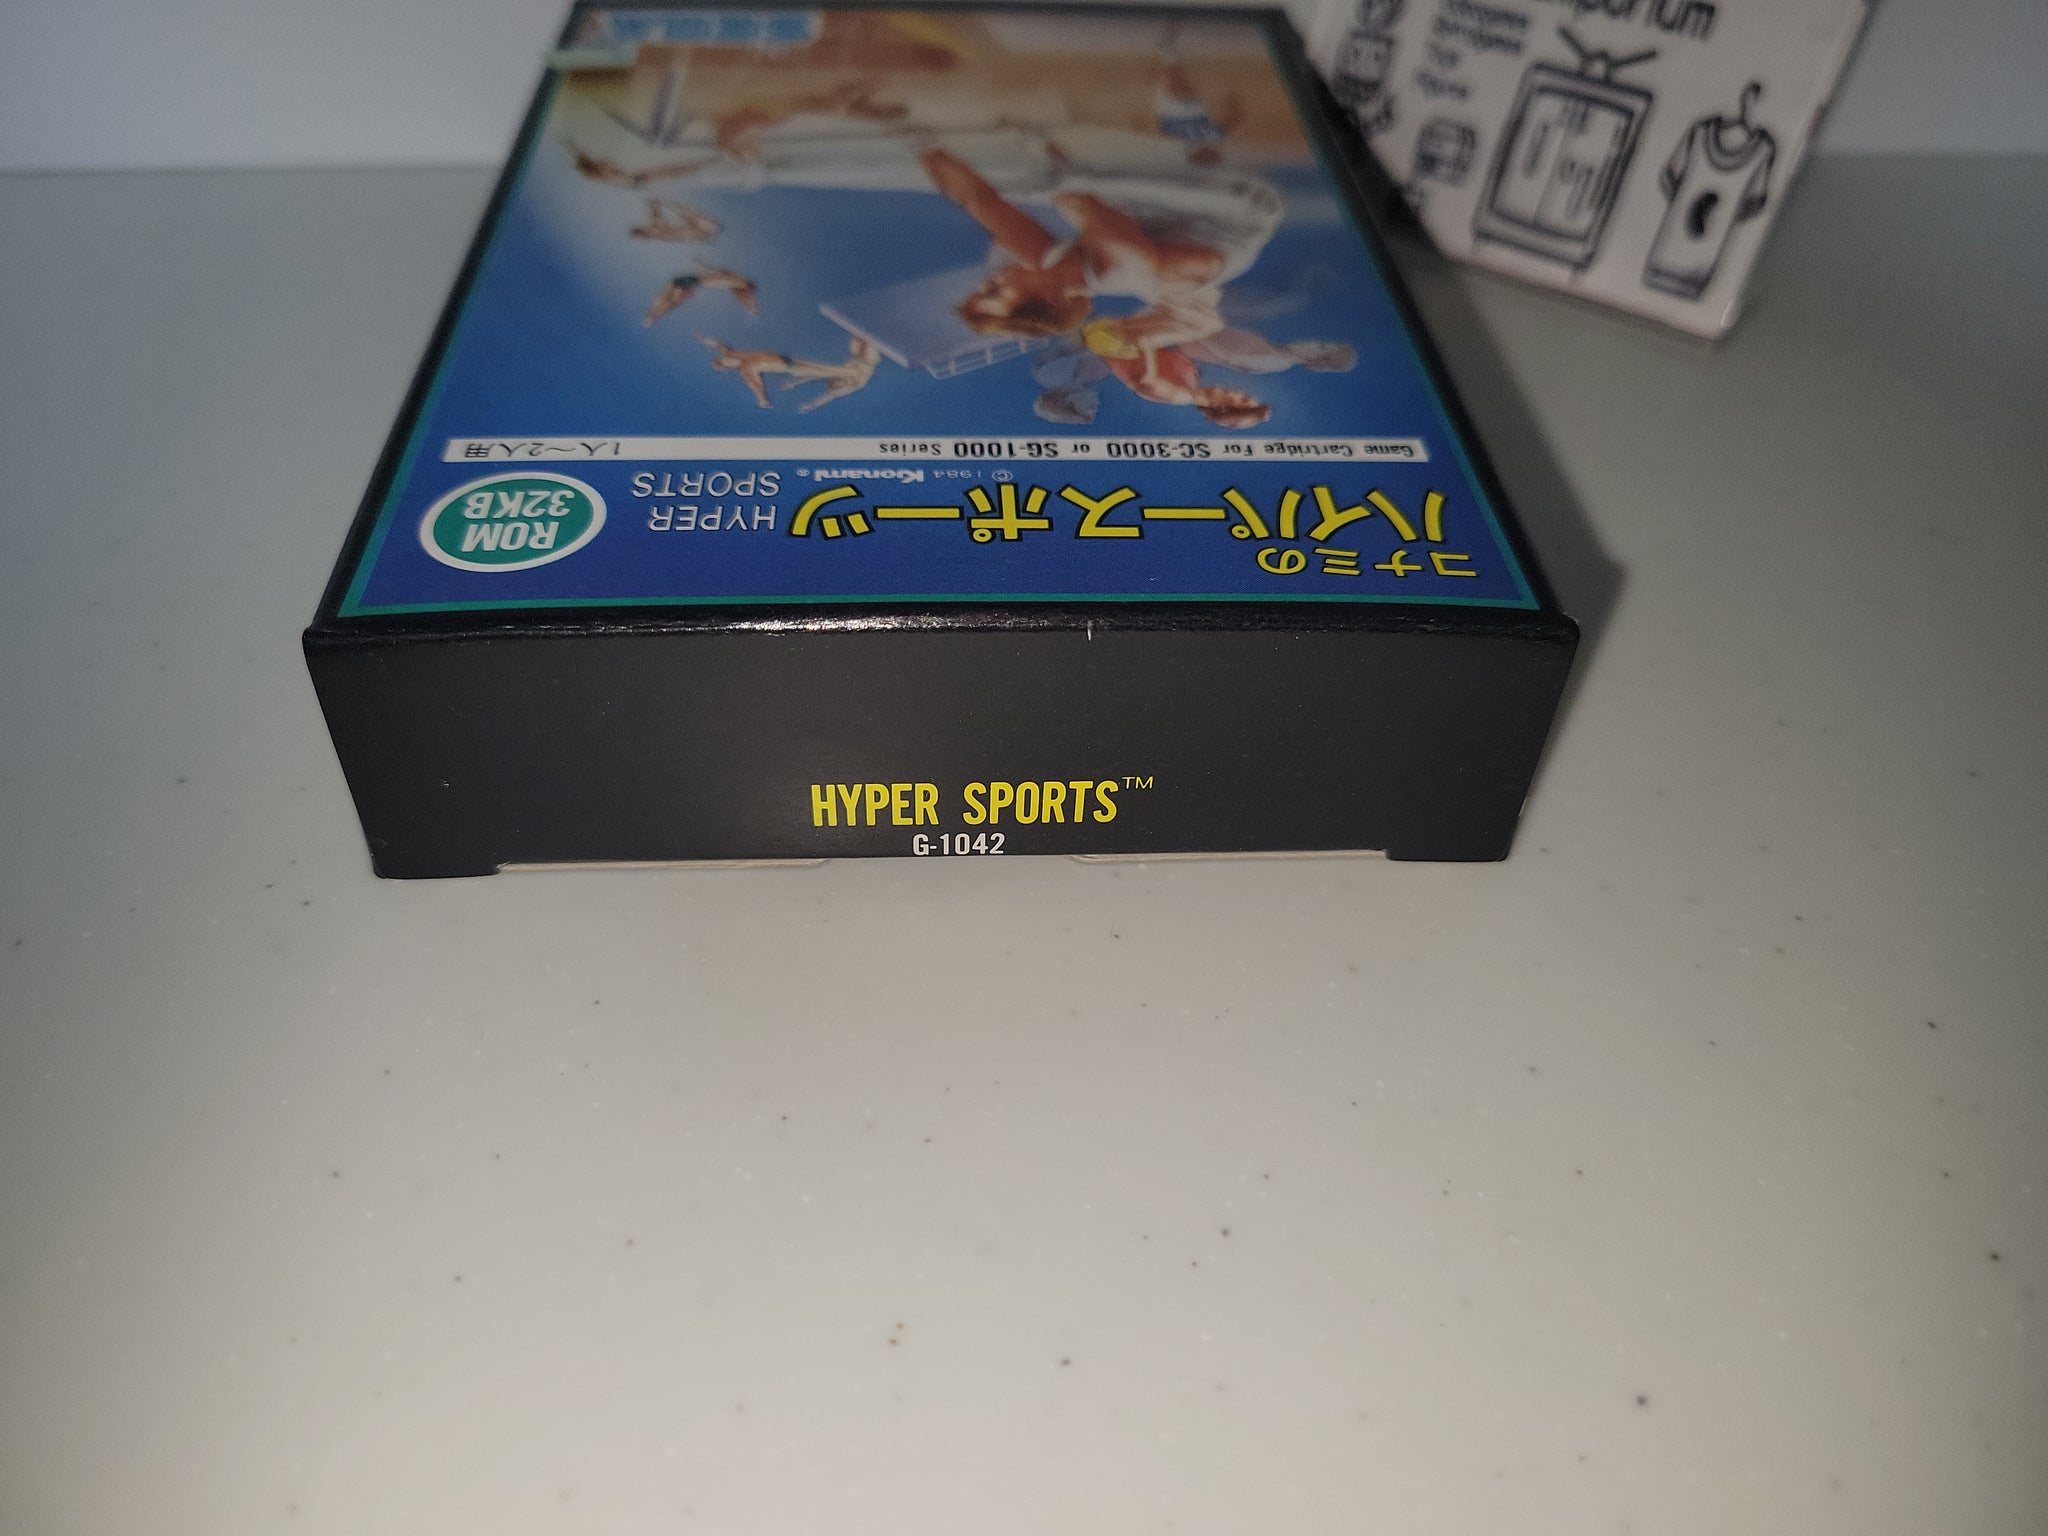 コナミの
ハイパースポーツ
HYPER
SPORTS
© 1984 Konami®
ROM
32KB
Game Cartridge For SC-3000 or SG-1000 Series
1人〜2人用
HYPER SPORTS™
G-1042